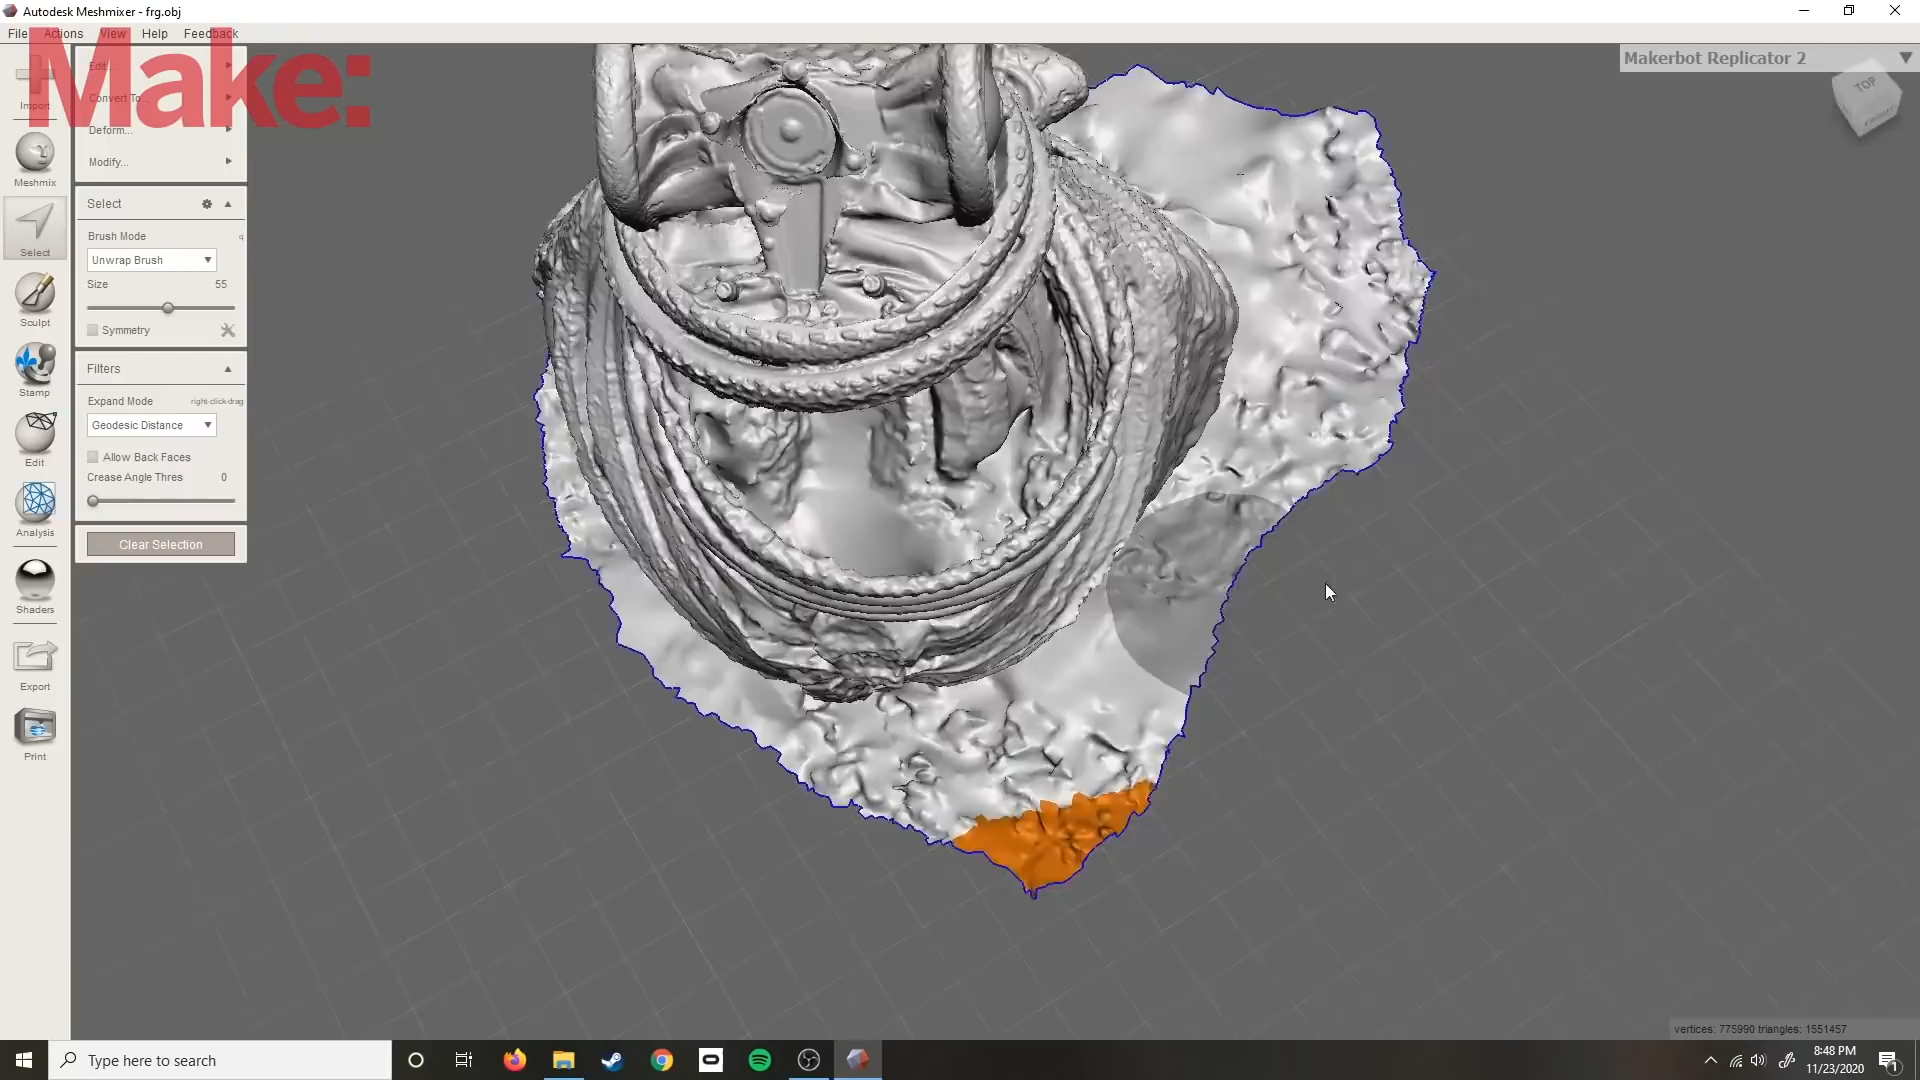 Autodesk Meshmixer - frg.obj
File Actions View Help Feedback
Make:
Import
Meshmix
Select
Sculpt
Stamp
Edit
Analysis
Shaders
Export
Print
Edit...
Convert To...
Deform...
Modify...
Select
Brush Mode q
Unwrap Brush
Size 55
Symmetry
Filters
Expand Mode right-click-drag
Geodesic Distance
Allow Back Faces
Crease Angle Thres 0
Clear Selection
Makerbot Replicator 2
TOP
vertices: 775990 triangles: 1551457
Type here to search
8:48 PM
11/23/2020
1